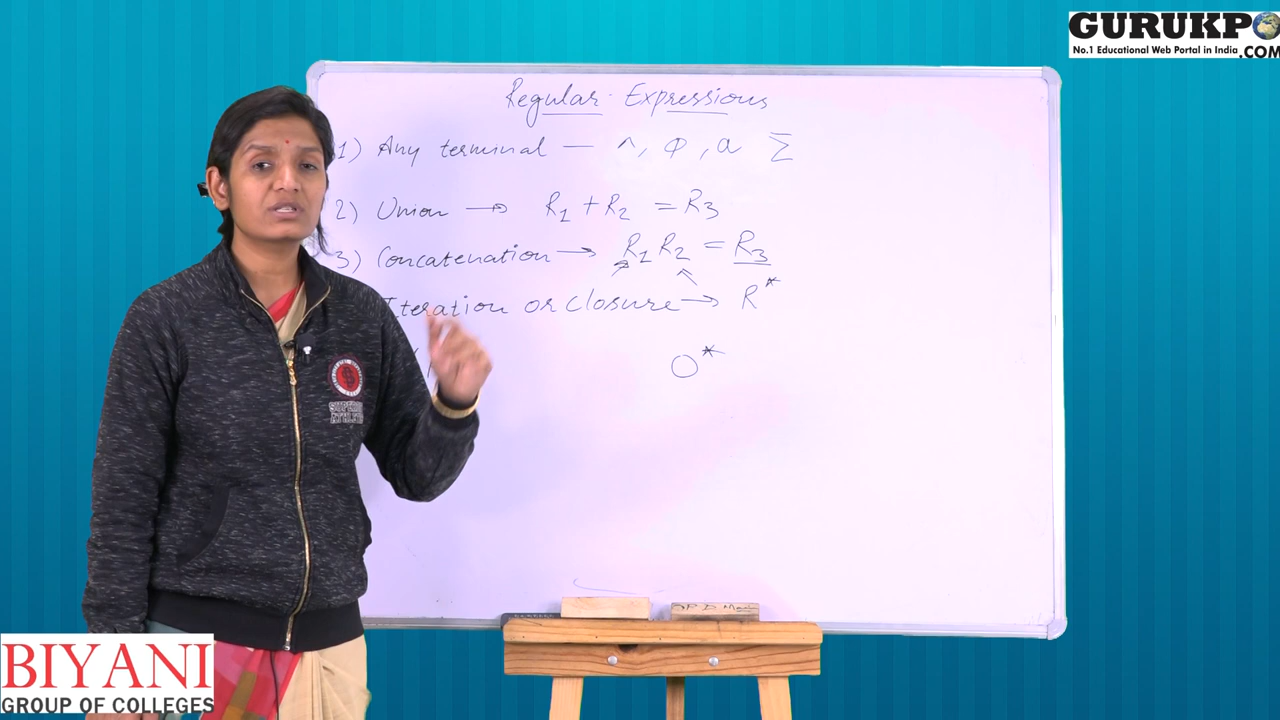 GURUKPO
No.1 Educational Web Portal in India
.COM
Regular Expressions
1) Any terminal — ^, Φ, a Σ
2) Union → R1 + R2 = R3
3) Concatenation → R1 R2 = R3
Iteration or closure → R*
0*
SUPERIOR
BIYANI
GROUP OF COLLEGES